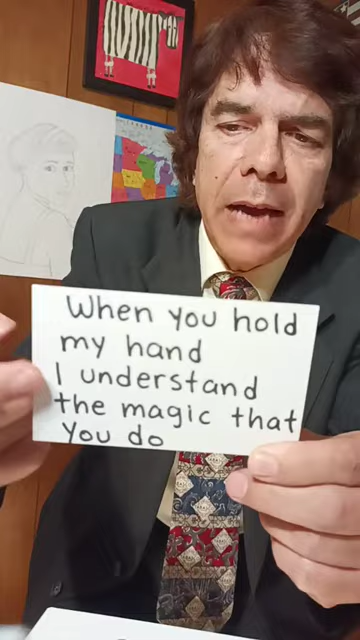 When you hold
my hand
I understand
the magic that
you do